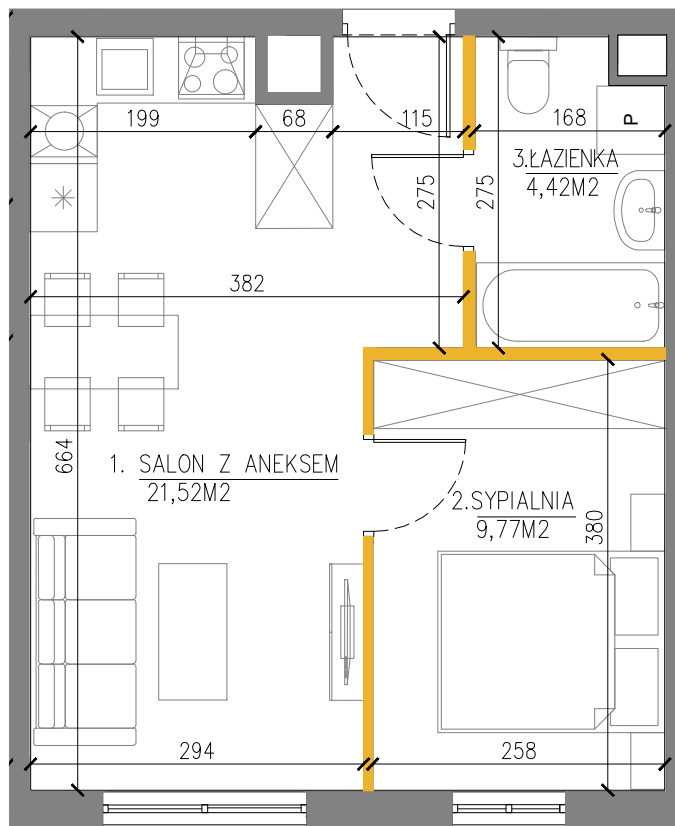 199
68
115
168
P
3.ŁAZIENKA
4,42M2
275
275
382
664
1. SALON Z ANEKSEM
21,52M2
2.SYPIALNIA
9,77M2
380
294
258